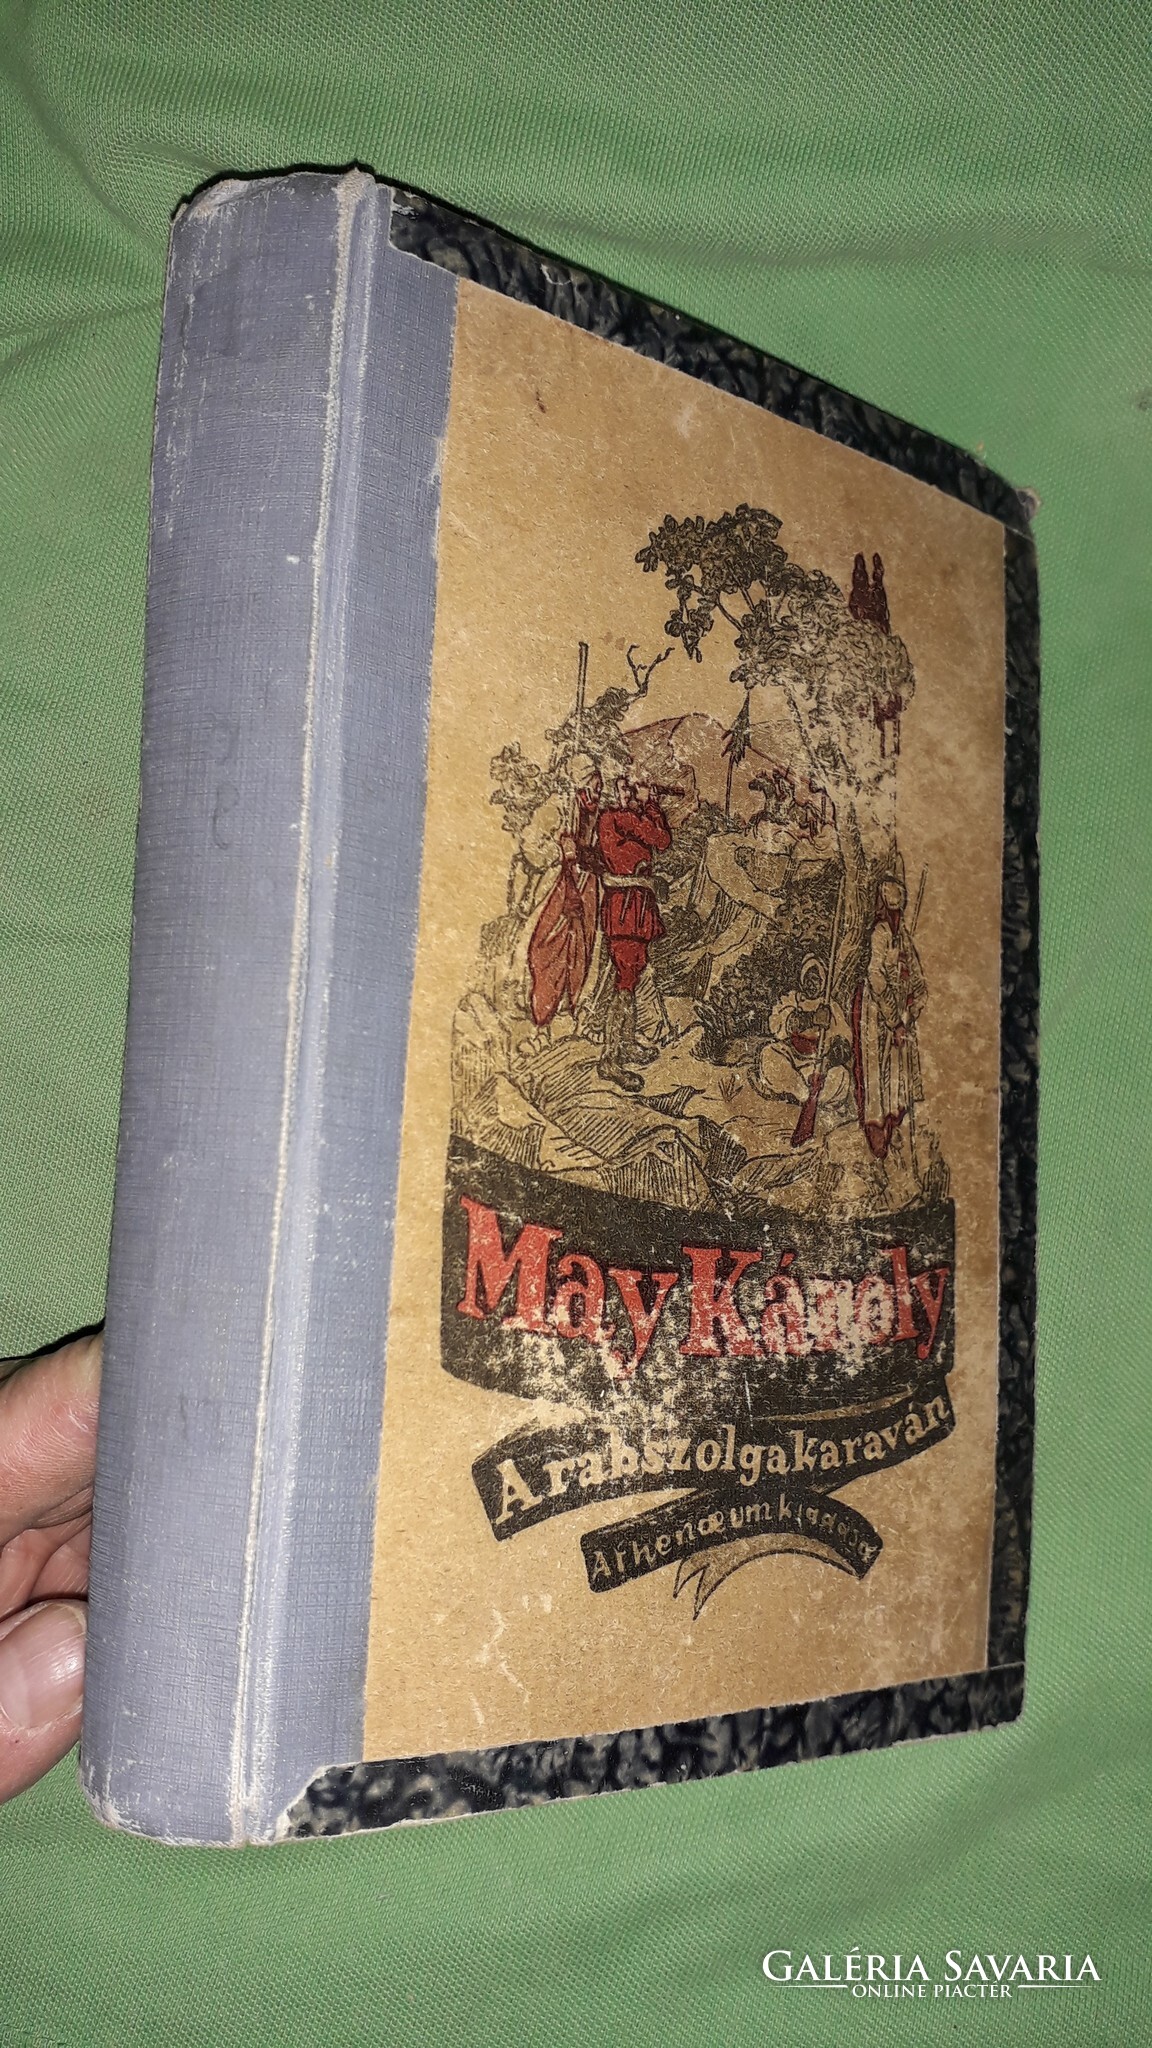 May Károly
A rabszolgakaraván
Athenæum kiadása
GALÉRIA SAVARIA
ONLINE PIACTÉR